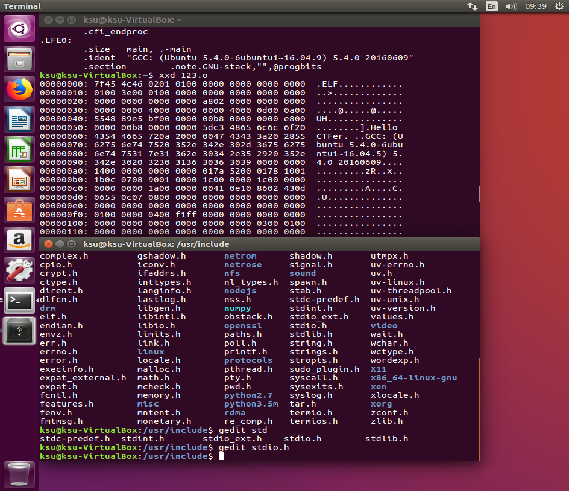 Terminal
En
09:39
ksu@ksu-VirtualBox: ~
.cfi_endproc
.LFE0:
.size main, .-main
.ident "GCC: (Ubuntu 5.4.0-6ubuntu1~16.04.9) 5.4.0 20160609"
.section .note.GNU-stack,"",@progbits
ksu@ksu-VirtualBox:~$ xxd 123.o
00000000: 7f45 4c46 0201 0100 0000 0000 0000 0000 .ELF............
00000010: 0100 3e00 0100 0000 0000 0000 0000 0000 ..>.............
00000020: 0000 0000 0000 0000 a802 0000 0000 0000 ................
00000030: 0000 0000 4000 0000 0000 4000 0d00 0a00 ....@.....@.....
00000040: 5548 89e5 bf00 0000 00b8 0000 0000 e800 UH..............
00000050: 0000 00b8 0000 0000 5dc3 4865 6c6c 6f20 ........].Hello
00000060: 4354 4665 720a 2000 0047 4343 3a20 2855 CTFer. ..GCC: (U
00000070: 6275 6e74 7520 352e 342e 302d 3675 6275 buntu 5.4.0-6ubu
00000080: 6e74 7531 7e31 362e 3034 2e35 2920 352e ntu1~16.04.5) 5.
00000090: 342e 3020 3230 3136 3036 3039 0000 0000 4.0 20160609....
000000a0: 1400 0000 0000 0000 017a 5200 0178 1001 .........zR..x..
000000b0: 1b0c 0708 9001 0000 1c00 0000 1c00 0000 ................
000000c0: 0000 0000 1a00 0000 0041 0e10 8602 430d .........A....C.
000000d0: 0655 0c07 0800 0000 0000 0000 0000 0000 .U..............
000000e0: 0000 0000 0000 0000 0000 0000 0000 0000 ................
000000f0: 0100 0000 0400 f1ff 0000 0000 0000 0000 ................
00000100: 0000 0000 0000 0000 0000 0000 0300 0100 ................
00000110: 0000 0000 0000 0000 0000 0000 0000 0000 ................
ksu@ksu-VirtualBox: /usr/include
complex.h gshadow.h netrom shadow.h utmpx.h
cpio.h iconv.h netrose signal.h uv-errno.h
crypt.h ifaddrs.h nfs sound uv.h
ctype.h inttypes.h nl_types.h spawn.h uv-linux.h
dirent.h langinfo.h nodejs stab.h uv-threadpool.h
dlfcn.h lastlog.h nss.h stdc-predef.h uv-unix.h
drm libgen.h numpy stdint.h uv-version.h
elf.h libintl.h obstack.h stdio_ext.h values.h
endian.h libio.h openssl stdio.h video
envz.h limits.h paths.h stdlib.h wait.h
err.h link.h poll.h string.h wchar.h
errno.h linux printf.h strings.h wctype.h
error.h locale.h protocols stropts.h wordexp.h
execinfo.h malloc.h pthread.h sudo_plugin.h X11
expat_external.h math.h pty.h syscall.h x86_64-linux-gnu
expat.h mcheck.h pwd.h sysexits.h xen
fcntl.h memory.h python2.7 syslog.h xlocale.h
features.h misc python3.5m tar.h xorg
fenv.h mntent.h rdma termio.h zconf.h
fmtmsg.h monetary.h re_comp.h termios.h zlib.h
ksu@ksu-VirtualBox:/usr/include$ gedit std
stdc-predef.h stdint.h stdio_ext.h stdio.h stdlib.h
ksu@ksu-VirtualBox:/usr/include$ gedit stdio.h
ksu@ksu-VirtualBox:/usr/include$